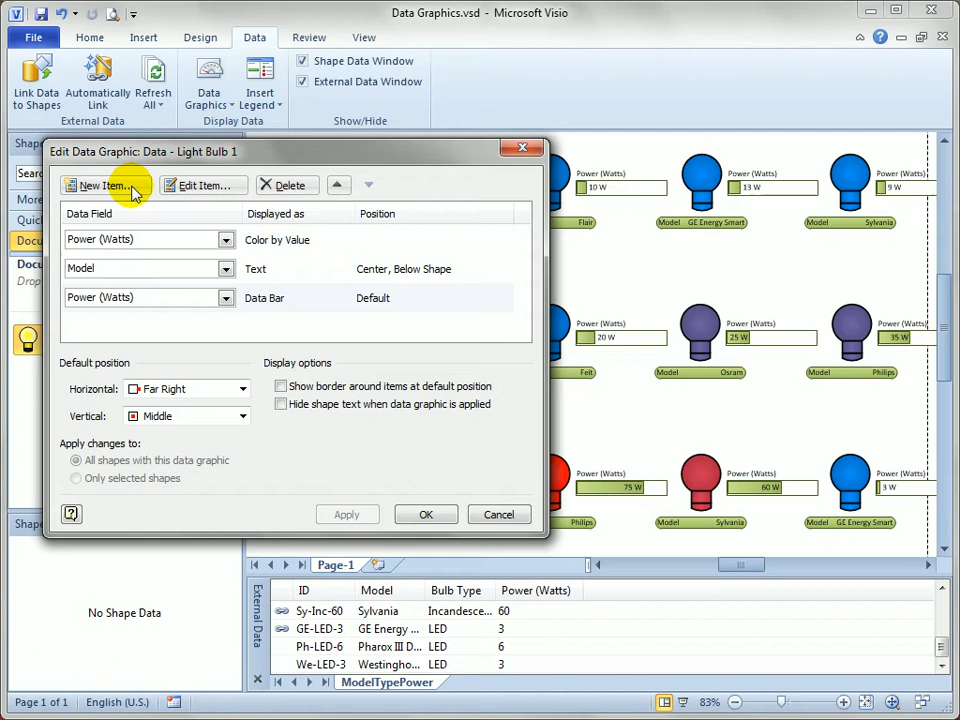 Data Graphics.vsd - Microsoft Visio
File Home Insert Design Data Review View
Link Data to Shapes
Automatically Link
Refresh All
Data Graphics
Insert Legend
Shape Data Window
External Data Window
External Data Display Data Show/Hide
Edit Data Graphic: Data - Light Bulb 1
New Item...
Edit Item...
Delete
Data Field Displayed as Position
Power (Watts) Color by Value
Model Text Center, Below Shape
Power (Watts) Data Bar Default
Default position
Horizontal: Far Right
Vertical: Middle
Display options
Show border around items at default position
Hide shape text when data graphic is applied
Apply changes to:
All shapes with this data graphic
Only selected shapes
Apply OK Cancel
Power (Watts) Power (Watts) Power (Watts)
10 W 13 W 9 W
Flair Model GE Energy Smart Model Sylvania
Power (Watts) Power (Watts) Power (Watts)
20 W 25 W 35 W
Feit Model Osram Model Philips
Power (Watts) Power (Watts) Power (Watts)
75 W 60 W 3 W
Philips Model Sylvania Model GE Energy Smart
No Shape Data
Page-1
External Data
ID Model Bulb Type Power (Watts)
Sy-Inc-60 Sylvania Incandesce... 60
GE-LED-3 GE Energy ... LED 3
Ph-LED-6 Pharox III D... LED 6
We-LED-3 Westingho... LED 3
ModelTypePower
Page 1 of 1 English (U.S.) 83%